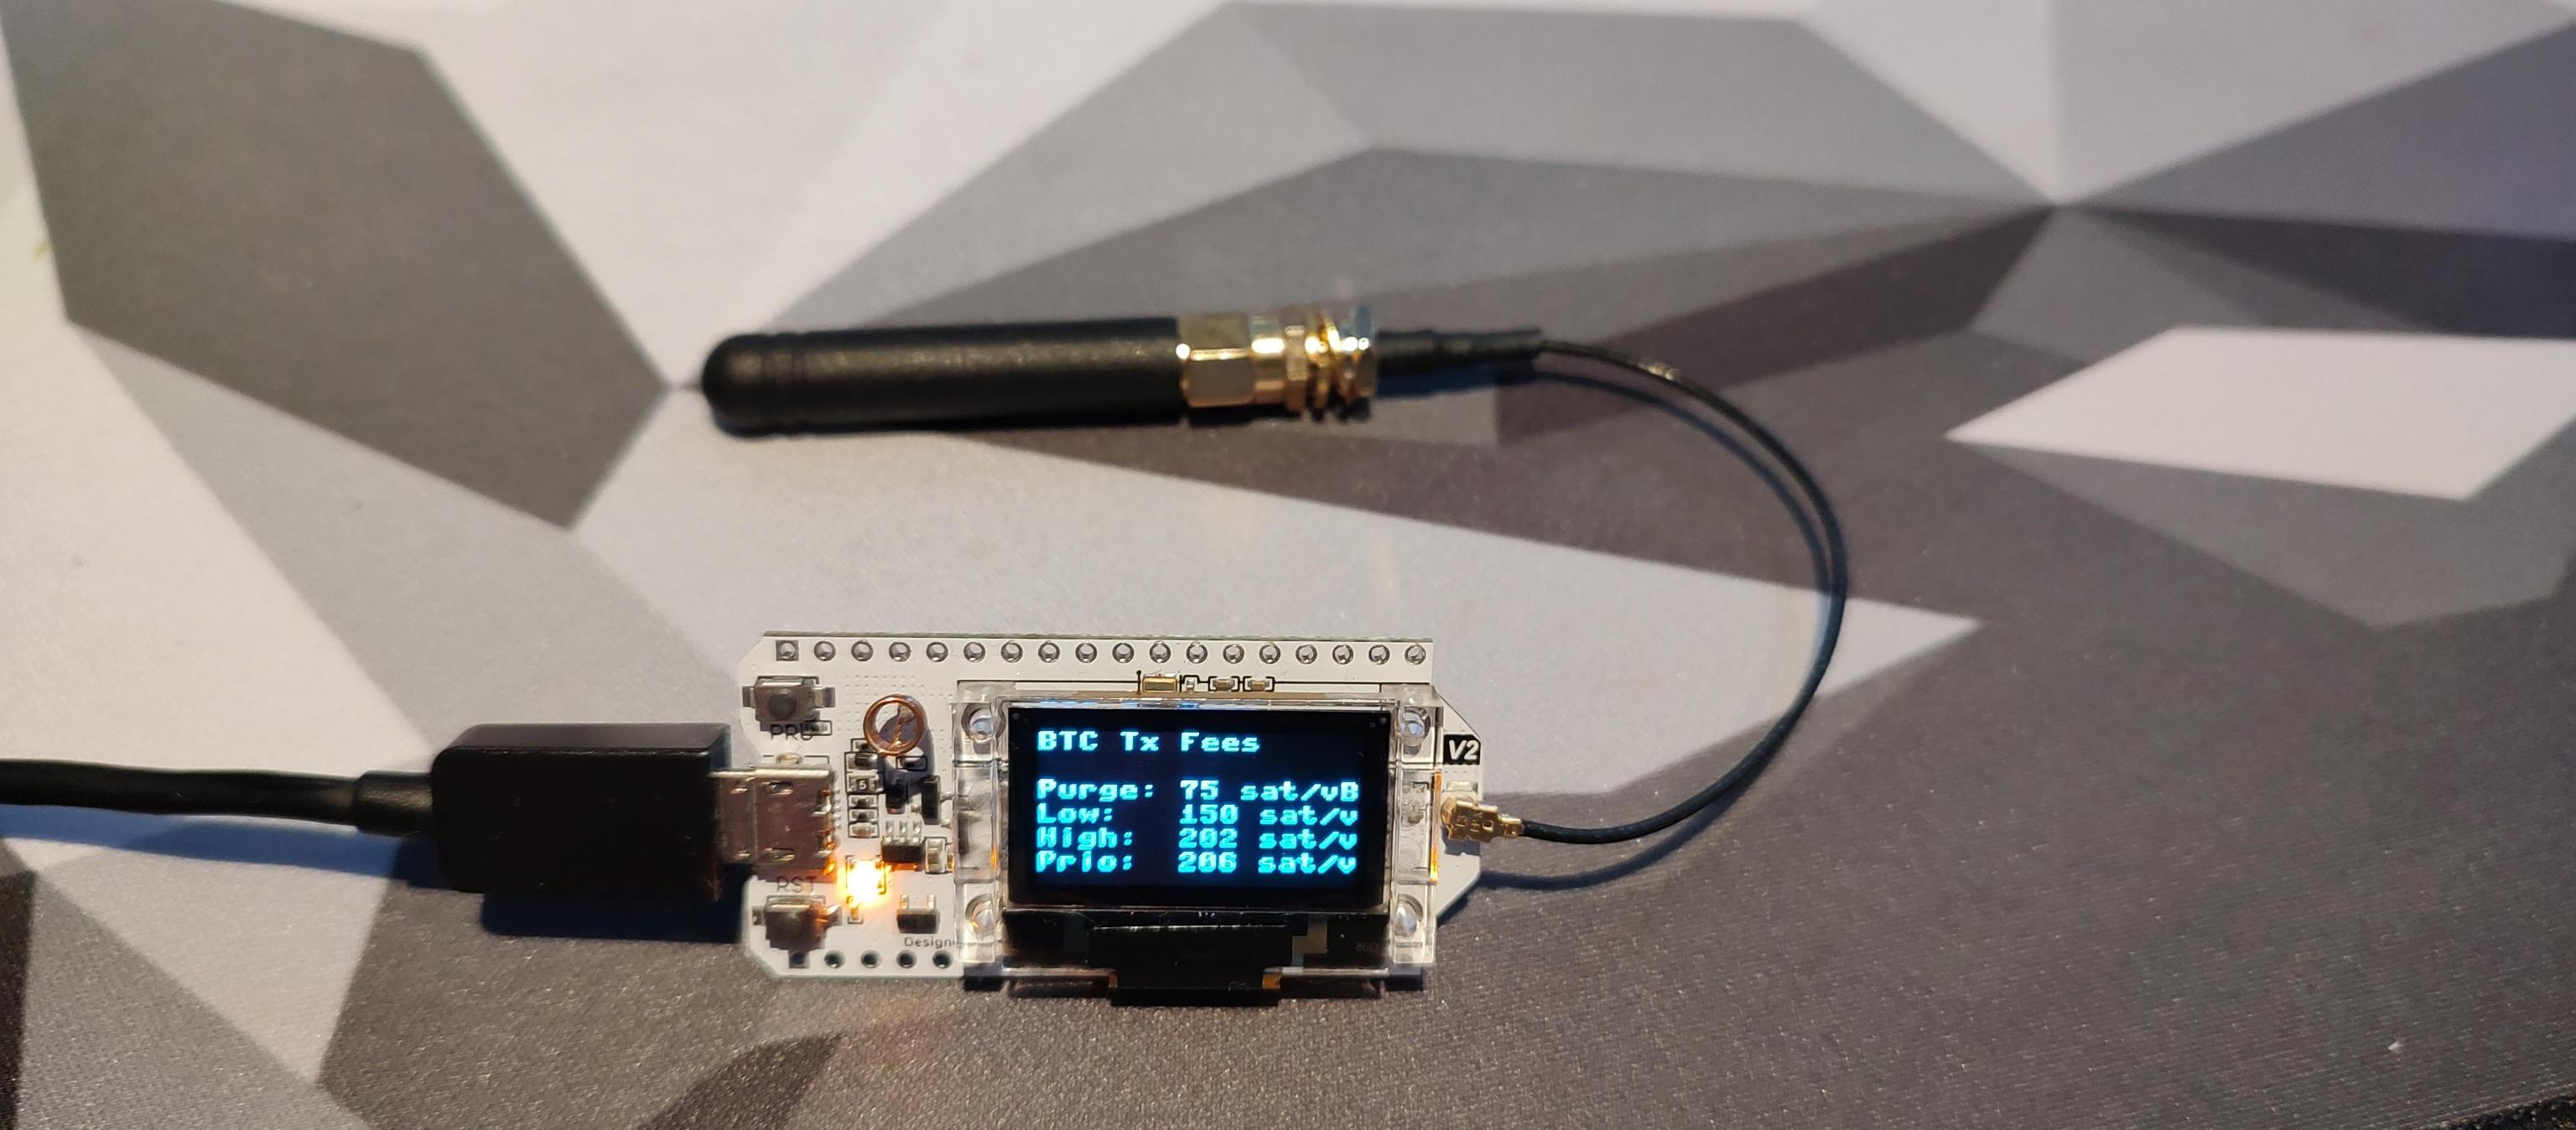 PRG
BTC Tx Fees
V2
Purge: 75 sat/vB
Low: 150 sat/v
High: 202 sat/v
Prio: 206 sat/v
RST